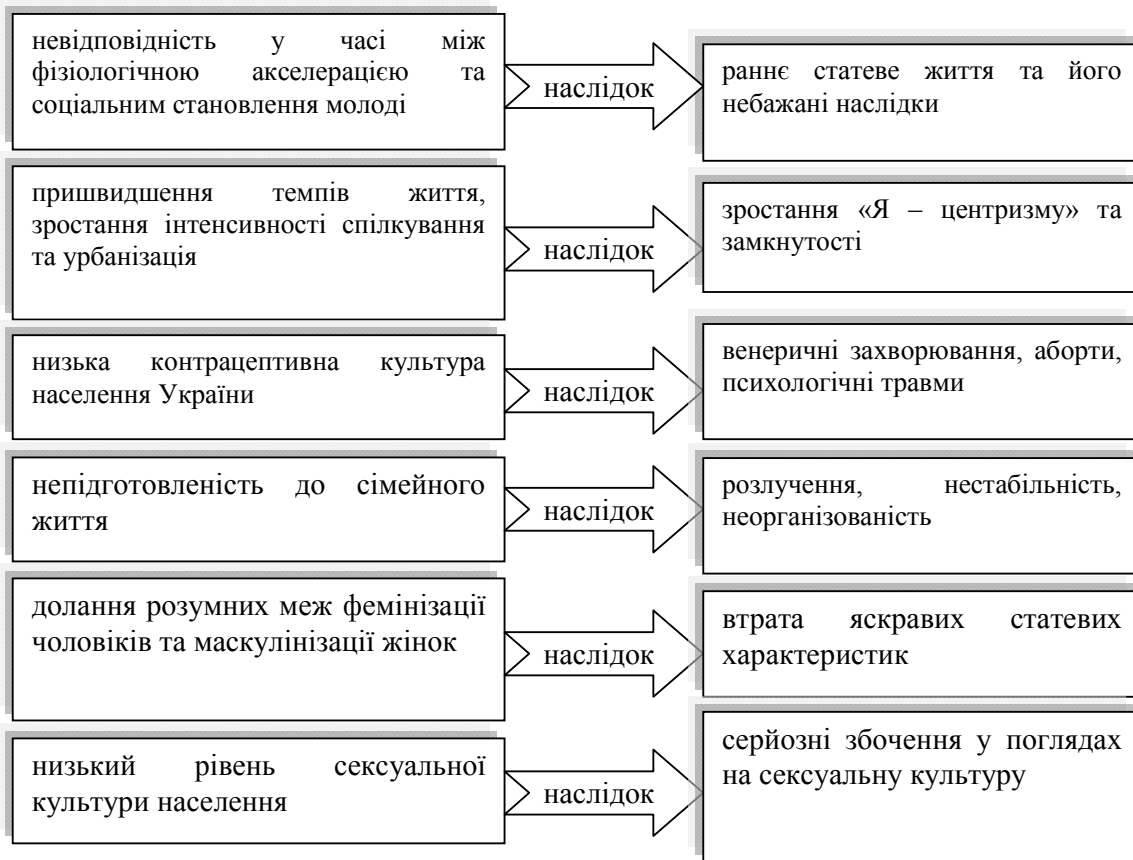 невідповідність у часі між
фізіологічною акселерацією та
соціальним становлення молоді
наслідок
раннє статеве життя та його
небажані наслідки
пришвидшення темпів життя,
зростання інтенсивності спілкування
та урбанізація
наслідок
зростання «Я – центризму» та
замкнутості
низька контрацептивна культура
населення України
наслідок
венеричні захворювання, аборти,
психологічні травми
непідготовленість до сімейного
життя
наслідок
розлучення, нестабільність,
неорганізованість
долання розумних меж фемінізації
чоловіків та маскулінізації жінок
наслідок
втрата яскравих статевих
характеристик
низький рівень сексуальної
культури населення
наслідок
серйозні збочення у поглядах
на сексуальну культуру